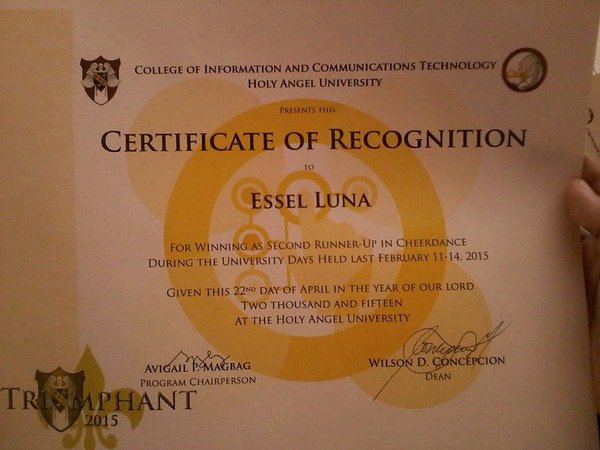 College of Information and Communications Technology
Holy Angel University
Presents this
Certificate of Recognition
to
Essel Luna
For Winning as Second Runner-Up in Cheerdance
During the University Days Held last February 11-14, 2015
Given this 22nd day of April in the year of our Lord
Two Thousand and Fifteen
at the Holy Angel University
Avigail P. Magbag
Program Chairperson
Wilson D. Concepcion
Dean
Triumphant
2015